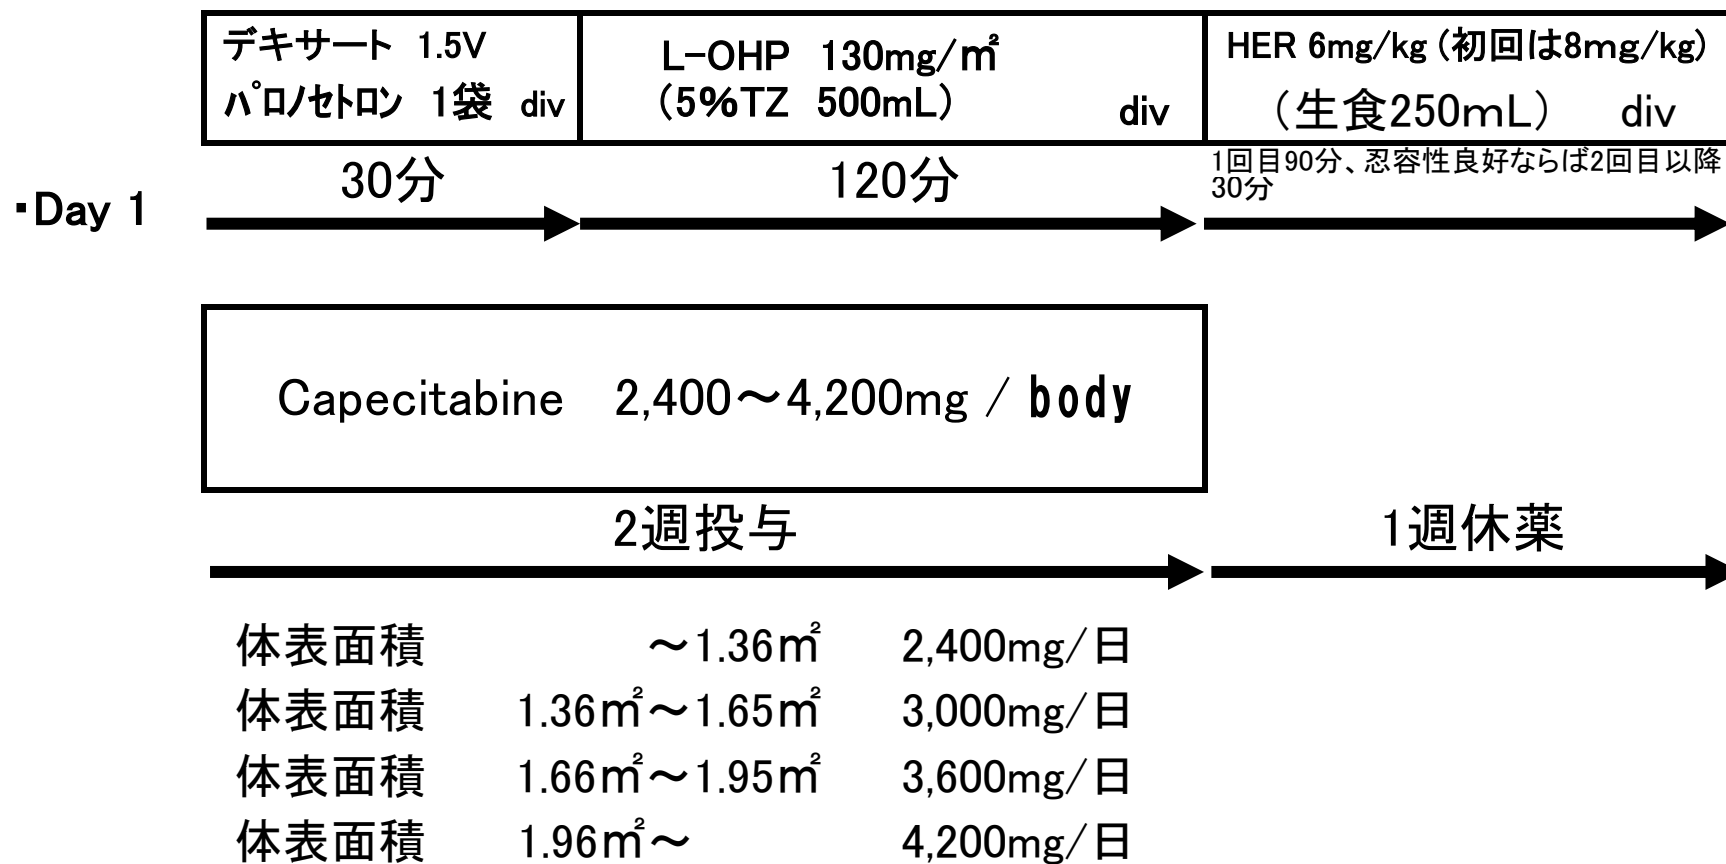 デキサート 1.5V
パロノセトロン 1袋 div
L-OHP 130mg/㎡
(5%TZ 500mL) div
HER 6mg/kg (初回は8mg/kg)
(生食250mL) div
30分
120分
1回目90分、忍容性良好ならば2回目以降
30分
・Day 1
Capecitabine 2,400～4,200mg / body
2週投与
1週休薬
体表面積 ～1.36㎡ 2,400mg/日
体表面積 1.36㎡～1.65㎡ 3,000mg/日
体表面積 1.66㎡～1.95㎡ 3,600mg/日
体表面積 1.96㎡～ 4,200mg/日